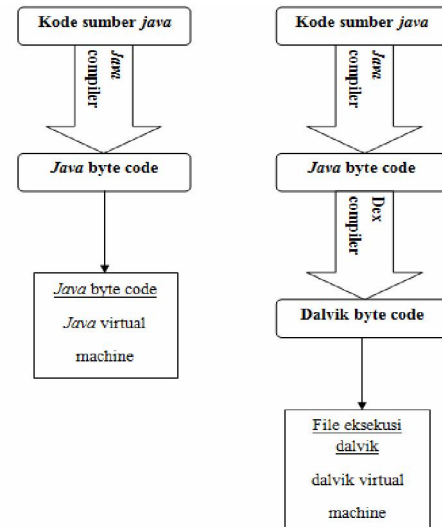 Kode sumber java
Java
compiler
Java byte code
Java byte code
Java virtual
machine
Kode sumber java
Java
compiler
Java byte code
Dex
compiler
Dalvik byte code
File eksekusi
dalvik
dalvik virtual
machine